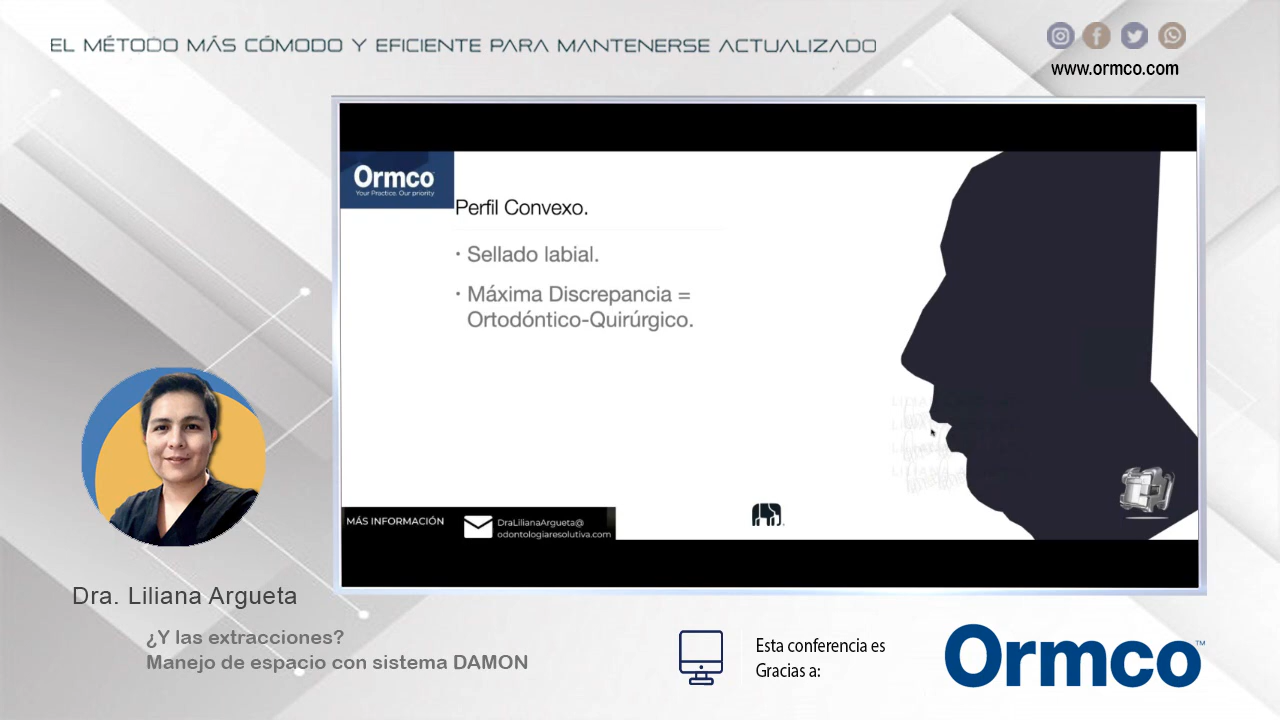 EL MÉTODO MÁS CÓMODO Y EFICIENTE PARA MANTENERSE ACTUALIZADO
www.ormco.com
Ormco
Your Practice. Our priority
Perfil Convexo.
· Sellado labial.
· Máxima Discrepancia =
Ortodóntico-Quirúrgico.
MÁS INFORMACIÓN
DraLilianaArgueta@
odontologiaresolutiva.com
Dra. Liliana Argueta
¿Y las extracciones?
Manejo de espacio con sistema DAMON
Esta conferencia es
Gracias a:
Ormco™